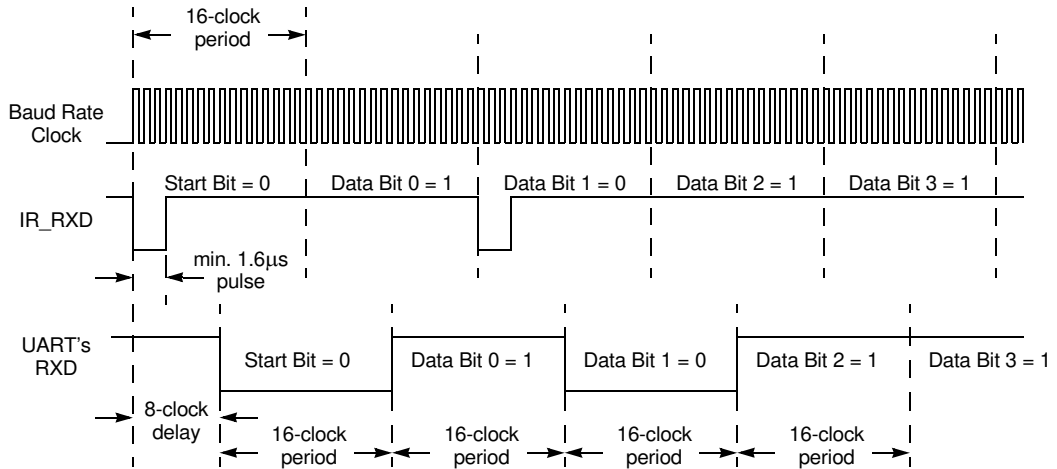 16-clock
period
Baud Rate
Clock
Start Bit = 0
Data Bit 0 = 1
Data Bit 1 = 0
Data Bit 2 = 1
Data Bit 3 = 1
IR_RXD
min. 1.6μs
pulse
UART's
RXD
Start Bit = 0
Data Bit 0 = 1
Data Bit 1 = 0
Data Bit 2 = 1
Data Bit 3 = 1
8-clock
delay
16-clock
period
16-clock
period
16-clock
period
16-clock
period